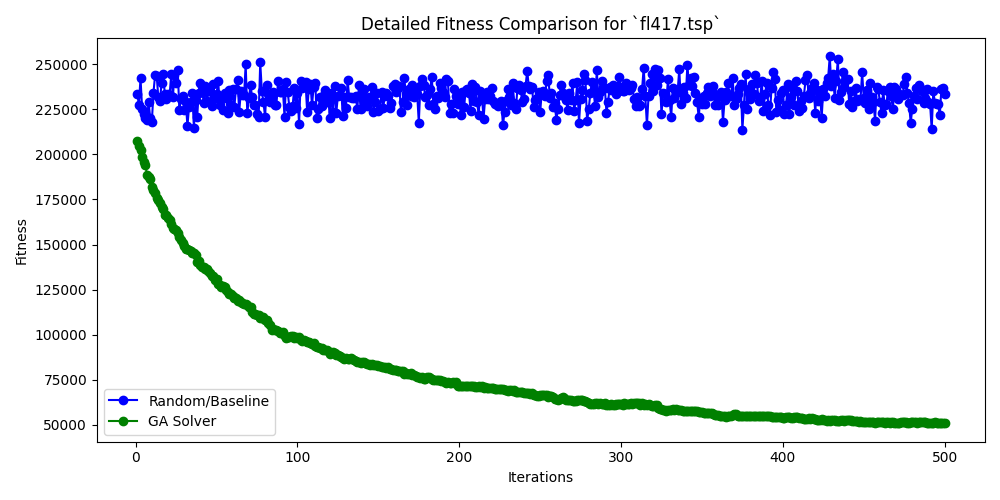 Detailed Fitness Comparison for `fl417.tsp`
250000
225000
200000
175000
150000
125000
100000
75000
50000
Fitness
Random/Baseline
GA Solver
0 100 200 300 400 500
Iterations